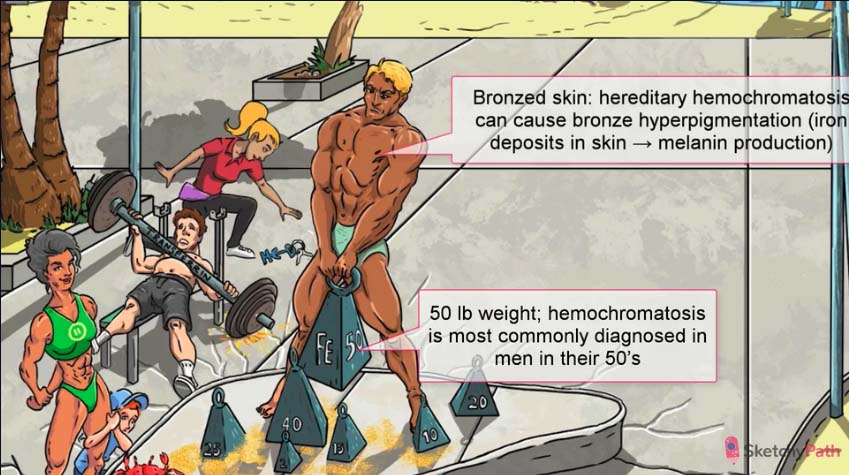 Bronzed skin: hereditary hemochromatosis
can cause bronze hyperpigmentation (iron
deposits in skin → melanin production)
TRANSFERRIN
50 lb weight; hemochromatosis
is most commonly diagnosed in
men in their 50's
Fe 50
20
40
25
15
10
SketchyPath